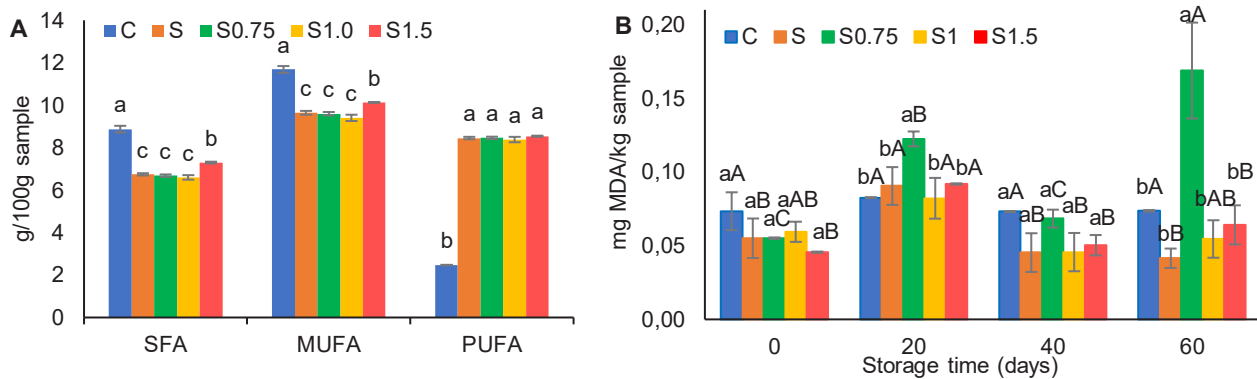 A
C S S0.75 S1.0 S1.5
g/100g sample
14
12
10
8
6
4
2
0
a c c c b
a c c c b
b a a a a
SFA MUFA PUFA
B
C S S0.75 S1 S1.5
mg MDA/kg sample
0,20
0,15
0,10
0,05
0,00
aA aB aC aAB aB
bA bA aB bA bA
aA aB aC aB aB
bA bB aA bAB bB
0 20 40 60
Storage time (days)